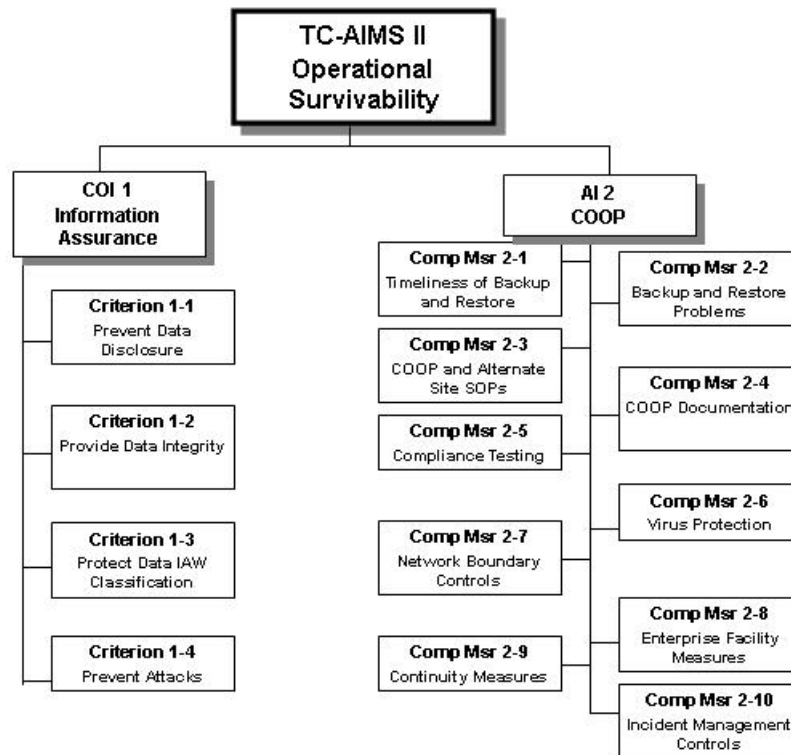 TC-AIMS II
Operational
Survivability
COI 1
Information
Assurance
Criterion 1-1
Prevent Data
Disclosure
Criterion 1-2
Provide Data Integrity
Criterion 1-3
Protect Data IAW
Classification
Criterion 1-4
Prevent Attacks
AI 2
COOP
Comp Msr 2-1
Timeliness of Backup
and Restore
Comp Msr 2-2
Backup and Restore
Problems
Comp Msr 2-3
COOP and Alternate
Site SOPs
Comp Msr 2-4
COOP Documentation
Comp Msr 2-5
Compliance Testing
Comp Msr 2-6
Virus Protection
Comp Msr 2-7
Network Boundary
Controls
Comp Msr 2-8
Enterprise Facility
Measures
Comp Msr 2-9
Continuity Measures
Comp Msr 2-10
Incident Management
Controls